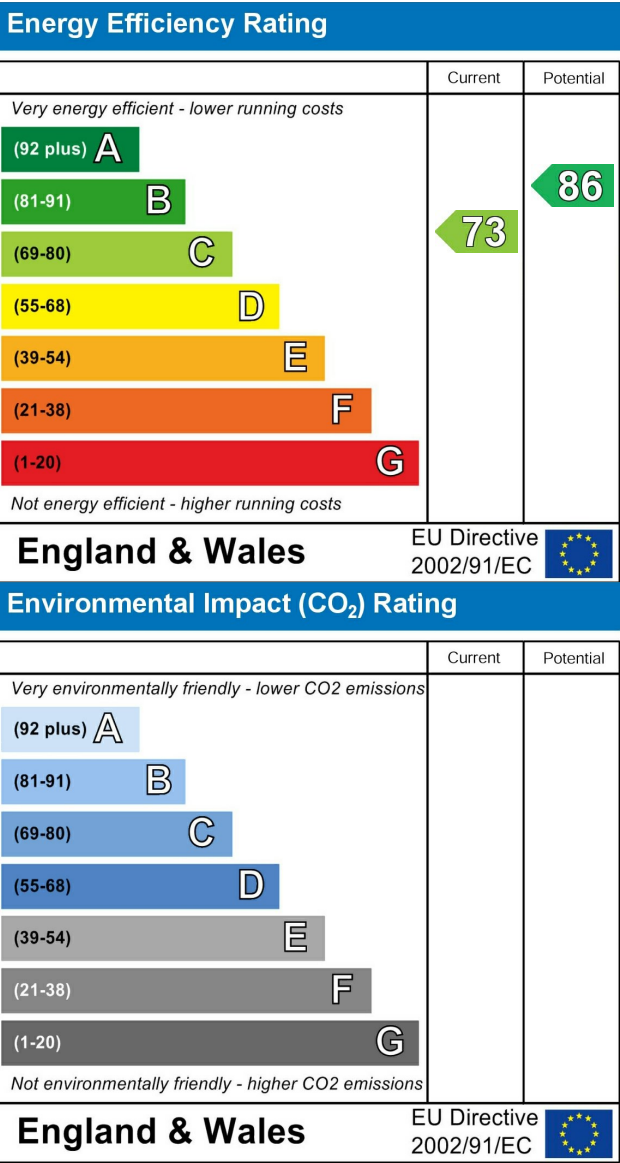 Energy Efficiency Rating
Current Potential
Very energy efficient - lower running costs
(92 plus) A
(81-91) B
(69-80) C
(55-68) D
(39-54) E
(21-38) F
(1-20) G
73
86
Not energy efficient - higher running costs
England & Wales
EU Directive
2002/91/EC
Environmental Impact (CO₂) Rating
Current Potential
Very environmentally friendly - lower CO2 emissions
(92 plus) A
(81-91) B
(69-80) C
(55-68) D
(39-54) E
(21-38) F
(1-20) G
Not environmentally friendly - higher CO2 emissions
England & Wales
EU Directive
2002/91/EC